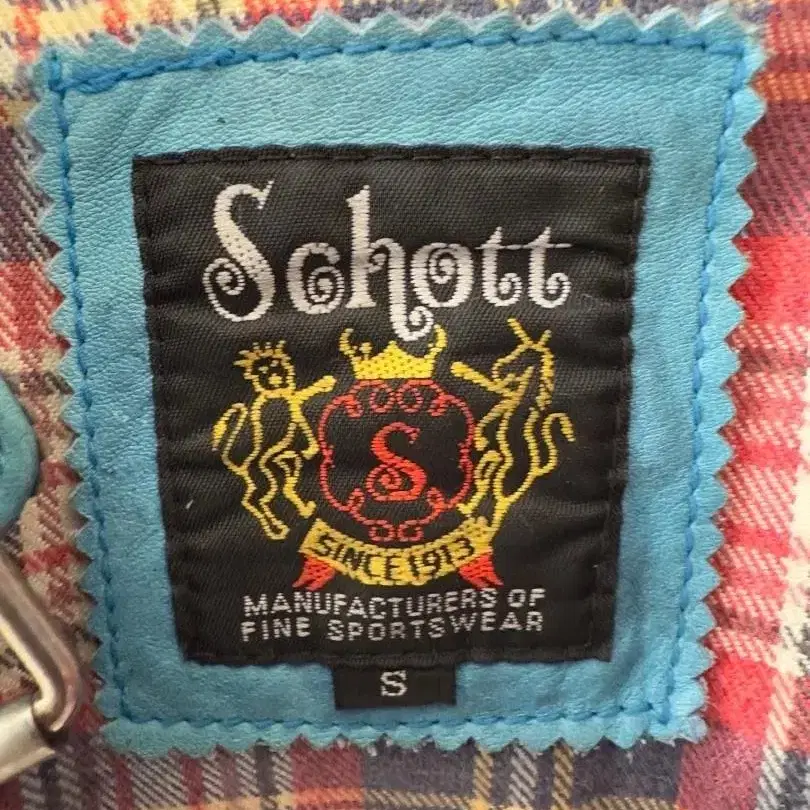 Schott
S
SINCE 1913
MANUFACTURERS OF
FINE SPORTSWEAR
S